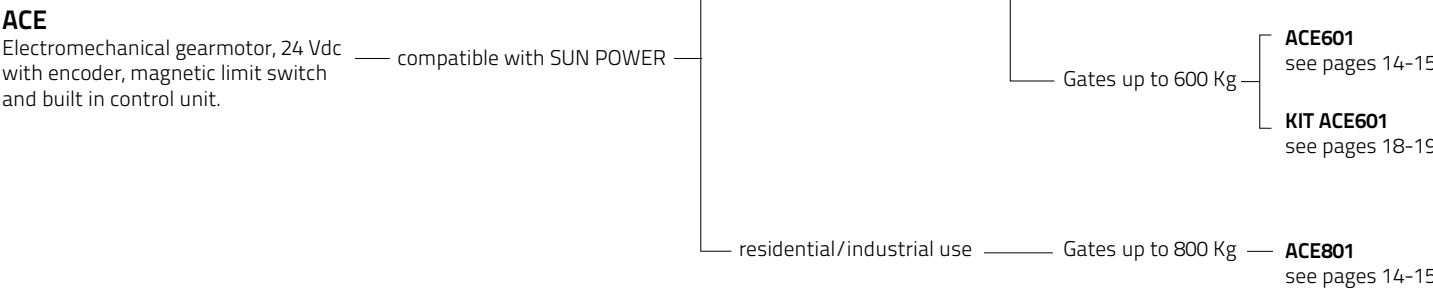 ACE
Electromechanical gearmotor, 24 Vdc
with encoder, magnetic limit switch
and built in control unit.
compatible with SUN POWER
Gates up to 600 Kg
ACE601
see pages 14-15
KIT ACE601
see pages 18-19
residential/industrial use
Gates up to 800 Kg
ACE801
see pages 14-15